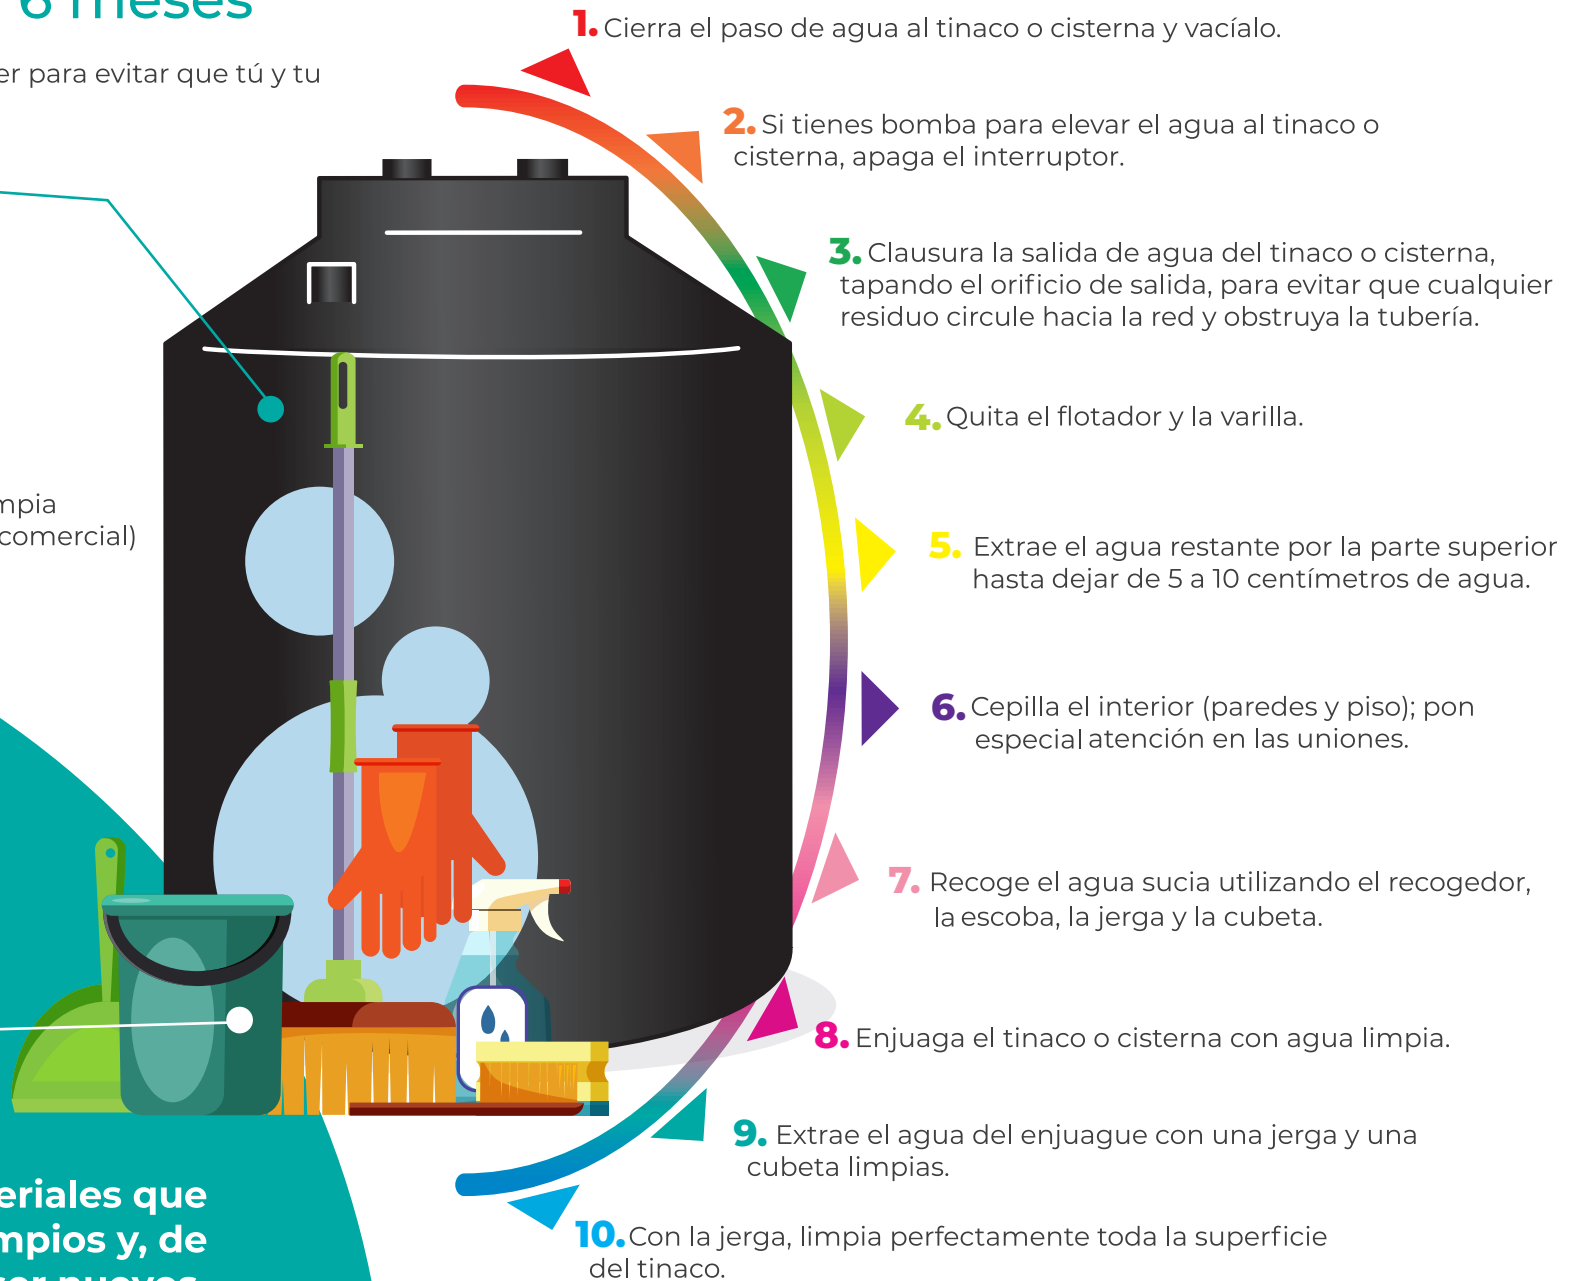 6 meses
para evitar que tú y tu
comercial)
1. Cierra el paso de agua al tinaco o cisterna y vacíalo.
2. Si tienes bomba para elevar el agua al tinaco o
cisterna, apaga el interruptor.
3. Clausura la salida de agua del tinaco o cisterna,
tapando el orificio de salida, para evitar que cualquier
residuo circule hacia la red y obstruya la tubería.
4. Quita el flotador y la varilla.
5. Extrae el agua restante por la parte superior
hasta dejar de 5 a 10 centímetros de agua.
6. Cepilla el interior (paredes y piso); pon
especial atención en las uniones.
7. Recoge el agua sucia utilizando el recogedor,
la escoba, la jerga y la cubeta.
8. Enjuaga el tinaco o cisterna con agua limpia.
9. Extrae el agua del enjuague con una jerga y una
cubeta limpias.
10. Con la jerga, limpia perfectamente toda la superficie
del tinaco.
que
y, de